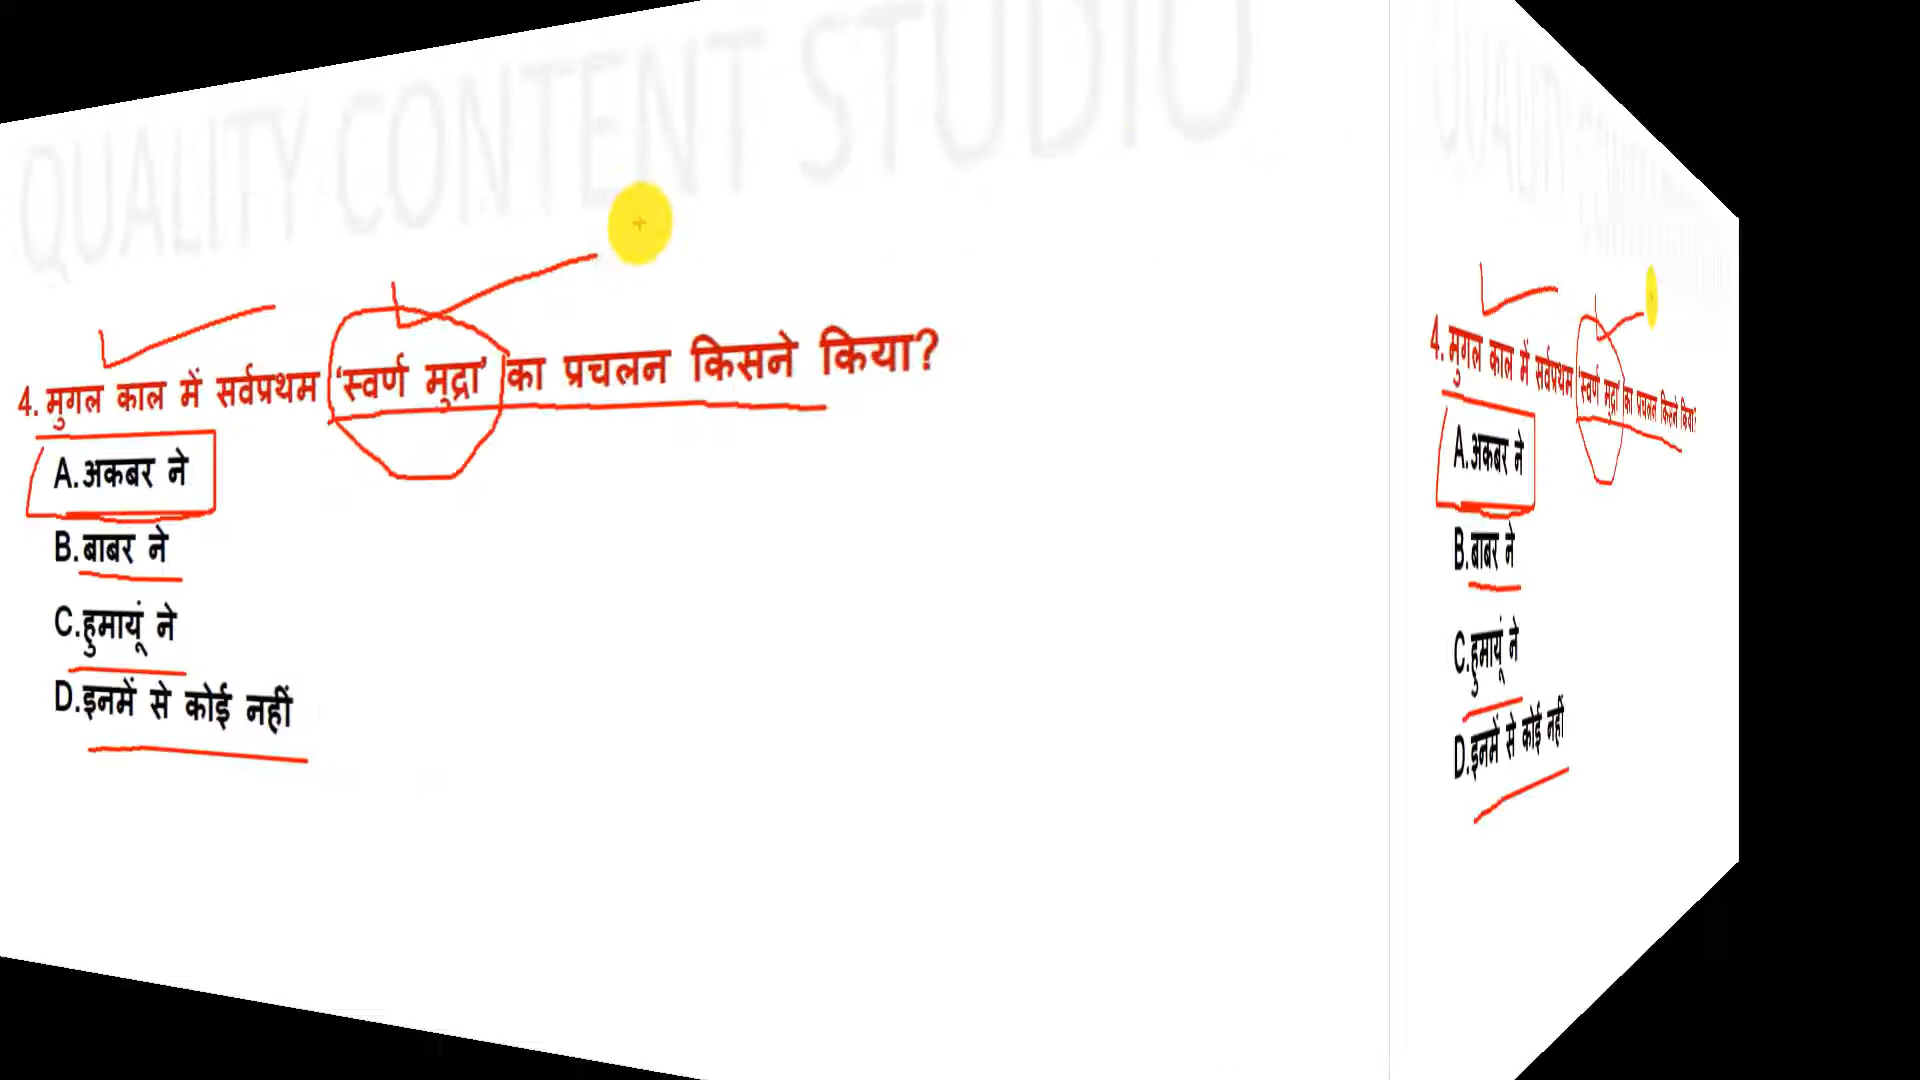 QUALITY CONTENT STUDIO
4. मुगल काल में सर्वप्रथम 'स्वर्ण मुद्रा' का प्रचलन किसने किया?
A.अकबर ने
B.बाबर ने
C.हुमायूं ने
D.इनमें से कोई नहीं
QUALITY
4. मुगल काल में सर्वप्रथम 'स्वर्ण मुद्रा' का प्रचलन किसने किया?
A.अकबर ने
B.बाबर ने
C.हुमायूं ने
D.इनमें से कोई नहीं